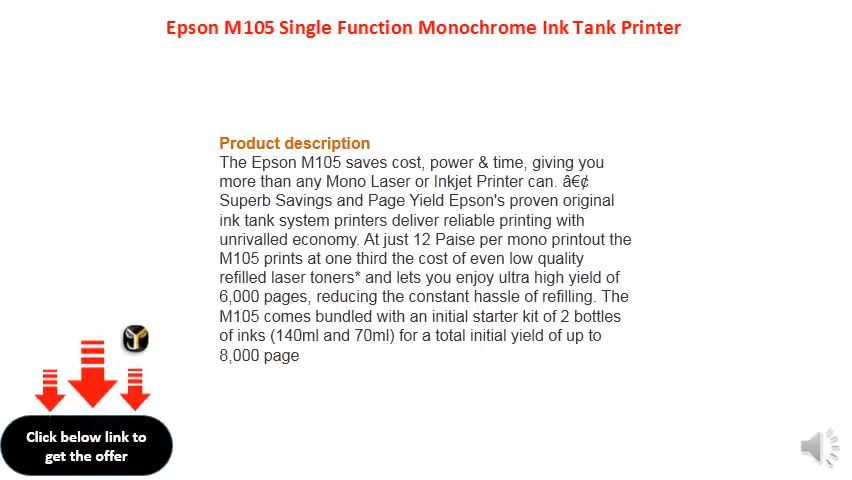 Epson M105 Single Function Monochrome Ink Tank Printer
Product description
The Epson M105 saves cost, power & time, giving you
more than any Mono Laser or Inkjet Printer can. â€¢
Superb Savings and Page Yield Epson's proven original
ink tank system printers deliver reliable printing with
unrivalled economy. At just 12 Paise per mono printout the
M105 prints at one third the cost of even low quality
refilled laser toners* and lets you enjoy ultra high yield of
6,000 pages, reducing the constant hassle of refilling. The
M105 comes bundled with an initial starter kit of 2 bottles
of inks (140ml and 70ml) for a total initial yield of up to
8,000 page
Click below link to
get the offer